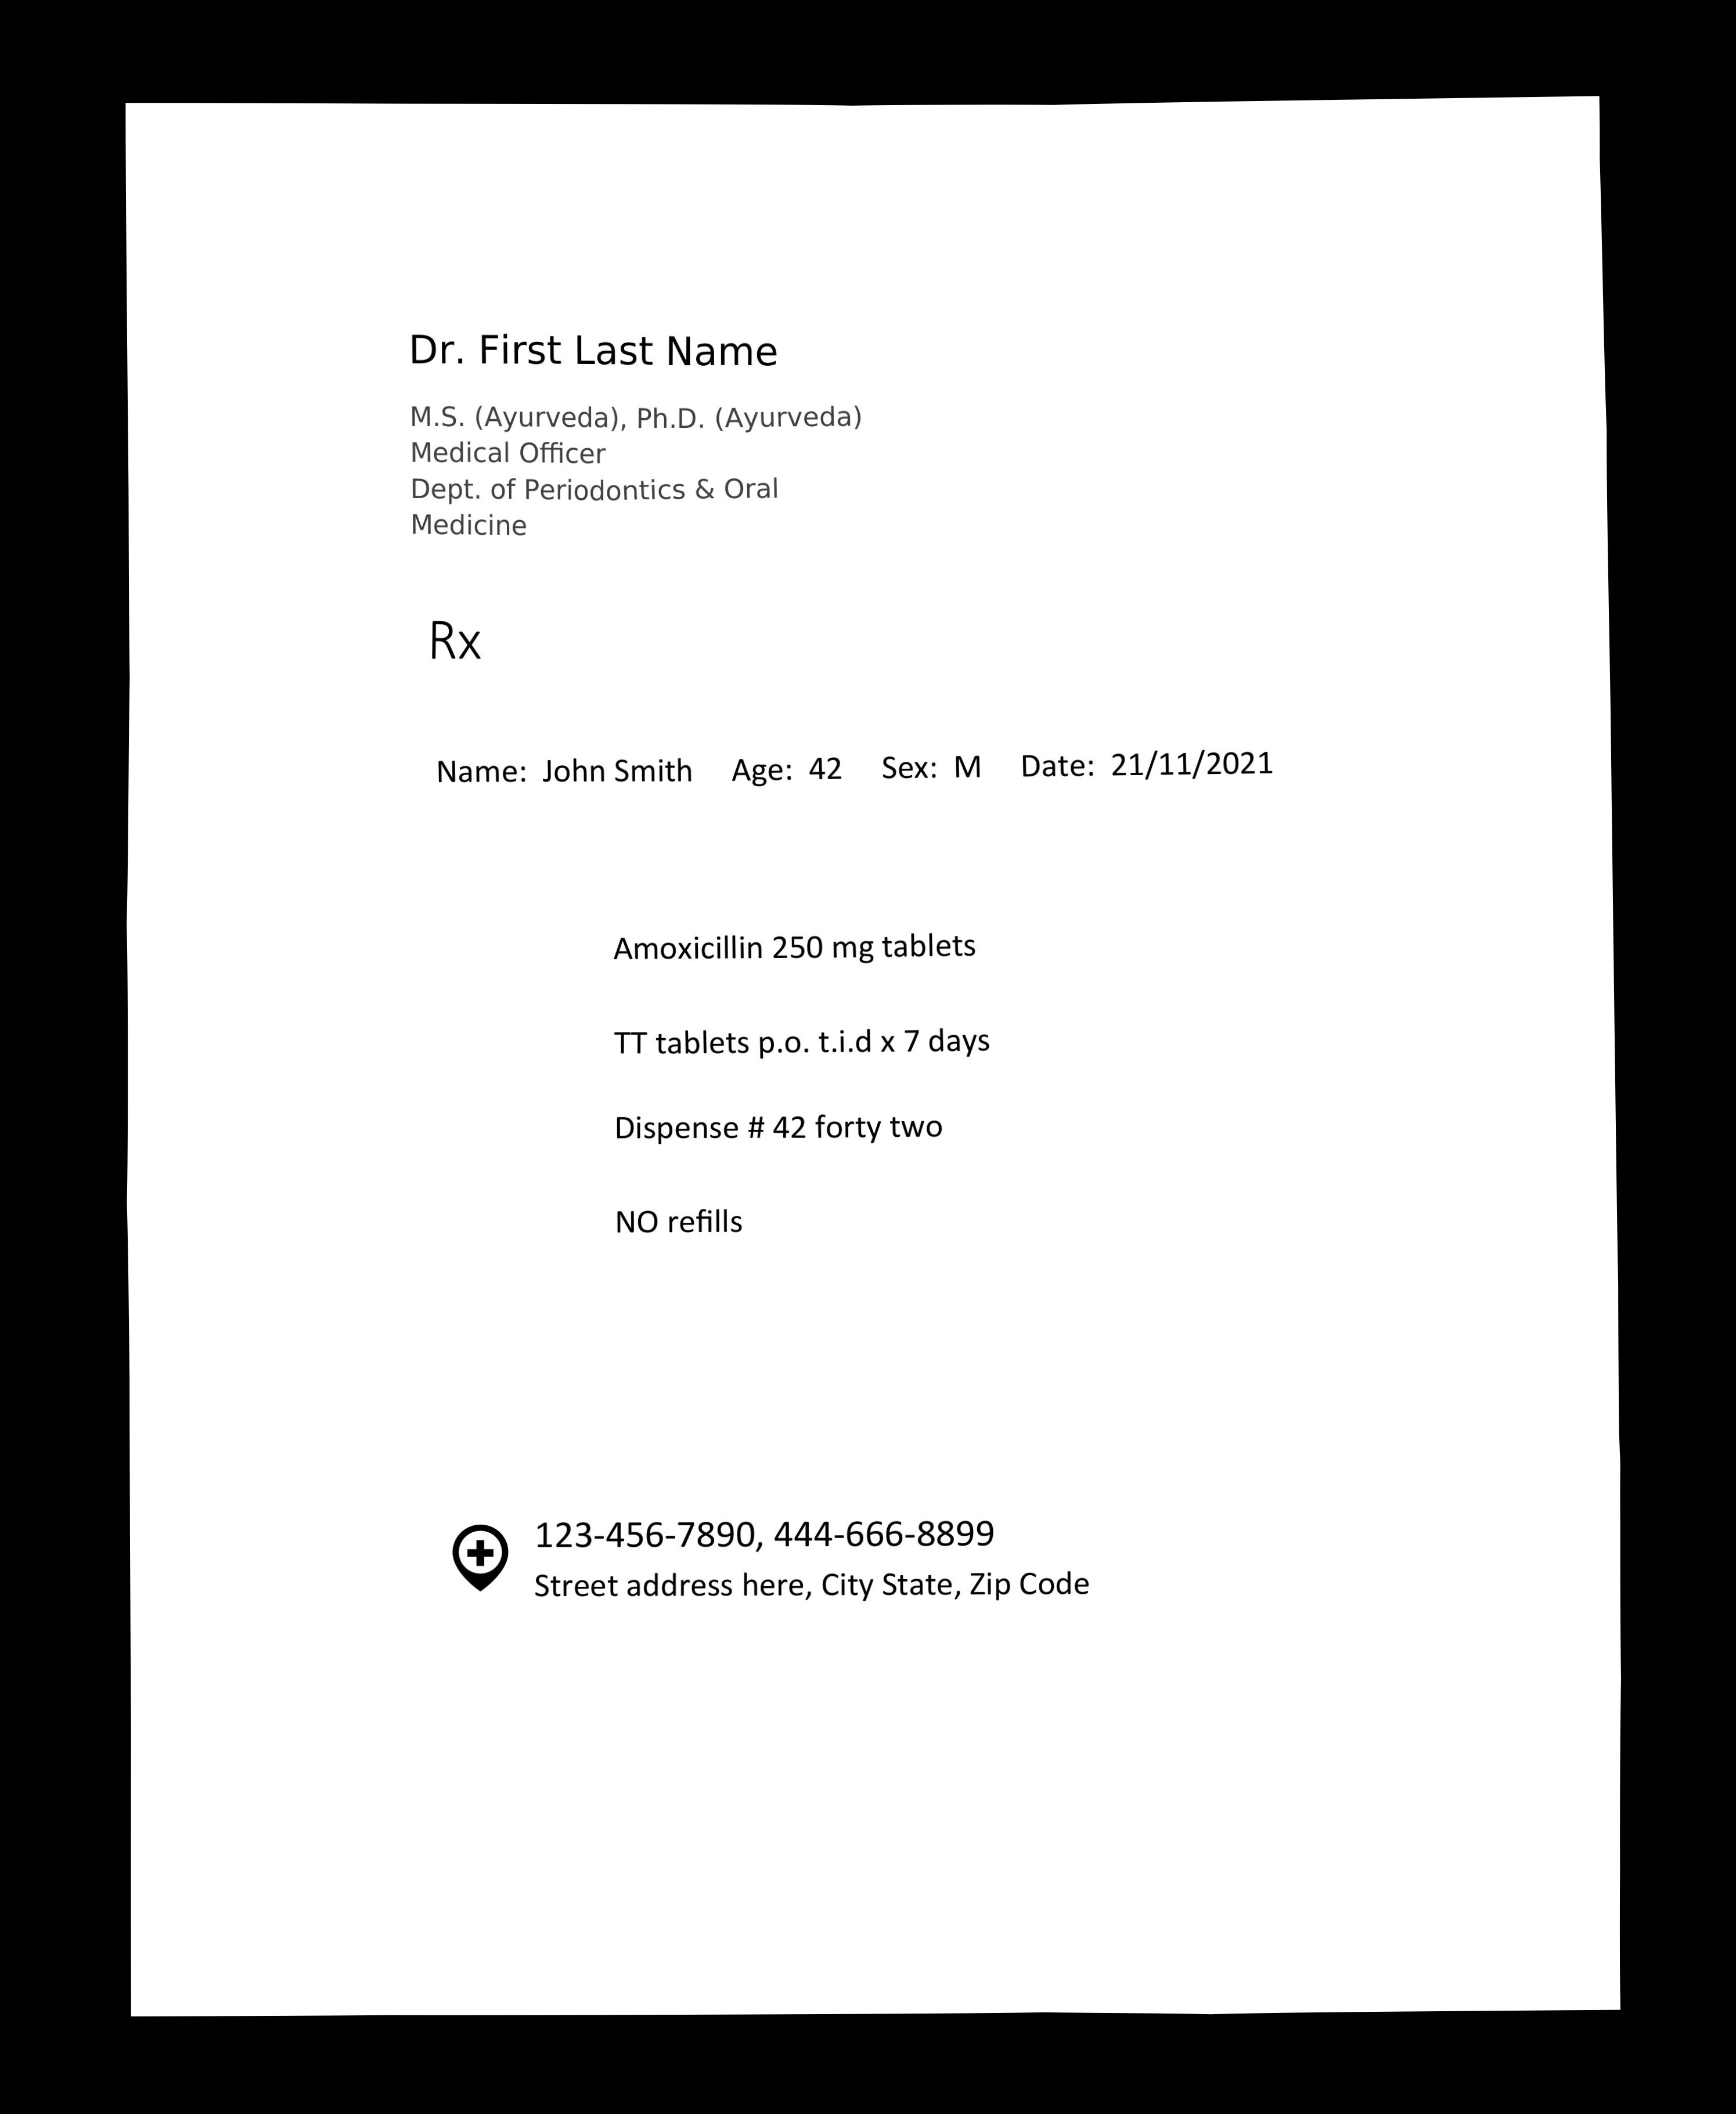 Dr. First Last Name
M.S. (Ayurveda), Ph.D. (Ayurveda)
Medical Officer
Dept. of Periodontics & Oral
Medicine
Rx
Name: John Smith Age: 42 Sex: M Date: 21/11/2021
Amoxicillin 250 mg tablets
TT tablets p.o. t.i.d x 7 days
Dispense # 42 forty two
NO refills
123-456-7890, 444-666-8899
Street address here, City State, Zip Code